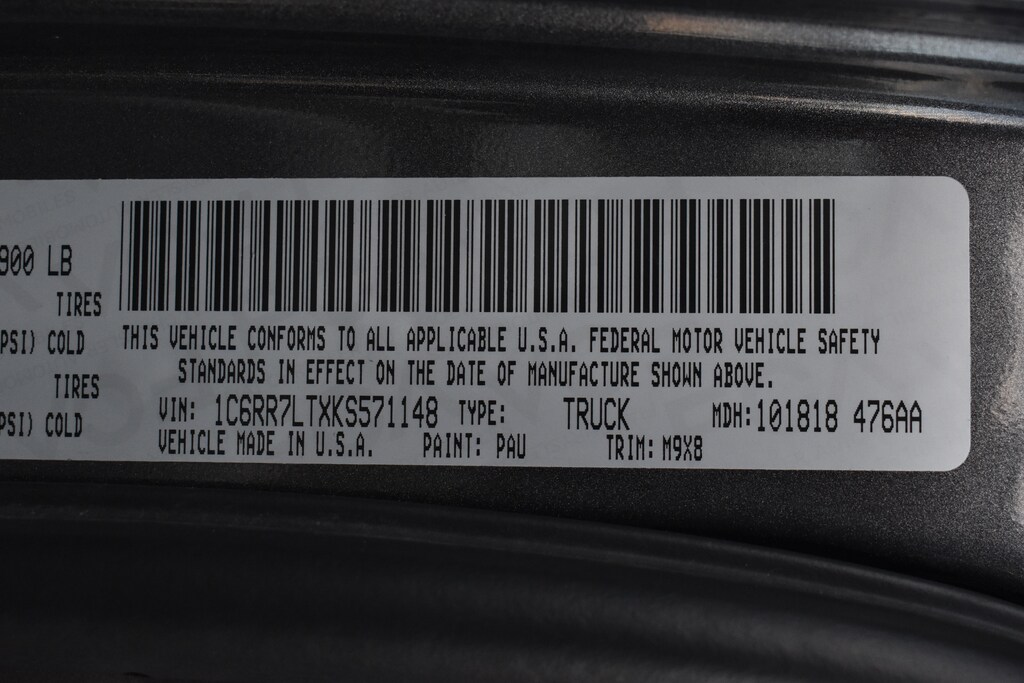 900 LB
TIRES
PSI) COLD
TIRES
PSI) COLD
THIS VEHICLE CONFORMS TO ALL APPLICABLE U.S.A. FEDERAL MOTOR VEHICLE SAFETY
STANDARDS IN EFFECT ON THE DATE OF MANUFACTURE SHOWN ABOVE.
VIN: 1C6RR7LTXKS571148 TYPE: TRUCK MDH:101818 476AA
VEHICLE MADE IN U.S.A. PAINT: PAU TRIM: M9X8